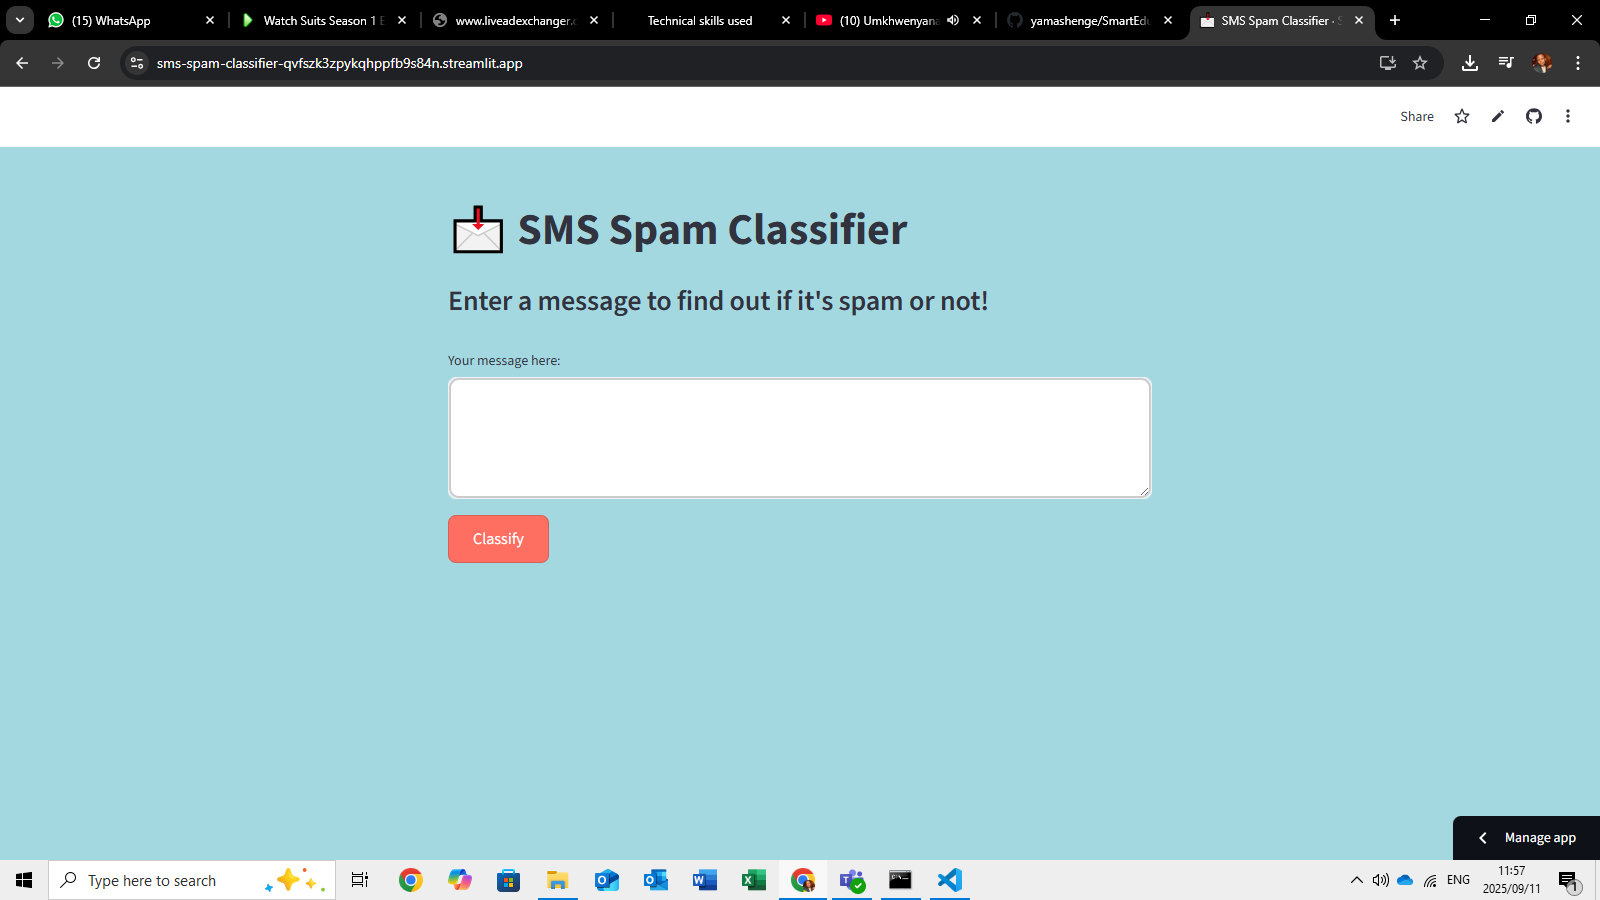 (15) WhatsApp
Watch Suits Season 1 E
www.liveadexchanger.c
Technical skills used
(10) Umkhwenyana
yamashenge/SmartEdu
SMS Spam Classifier · S
sms-spam-classifier-qvfszk3zpykqhppfb9s84n.streamlit.app
Share
SMS Spam Classifier
Enter a message to find out if it's spam or not!
Your message here:
Classify
Manage app
Type here to search
ENG
11:57
2025/09/11
1